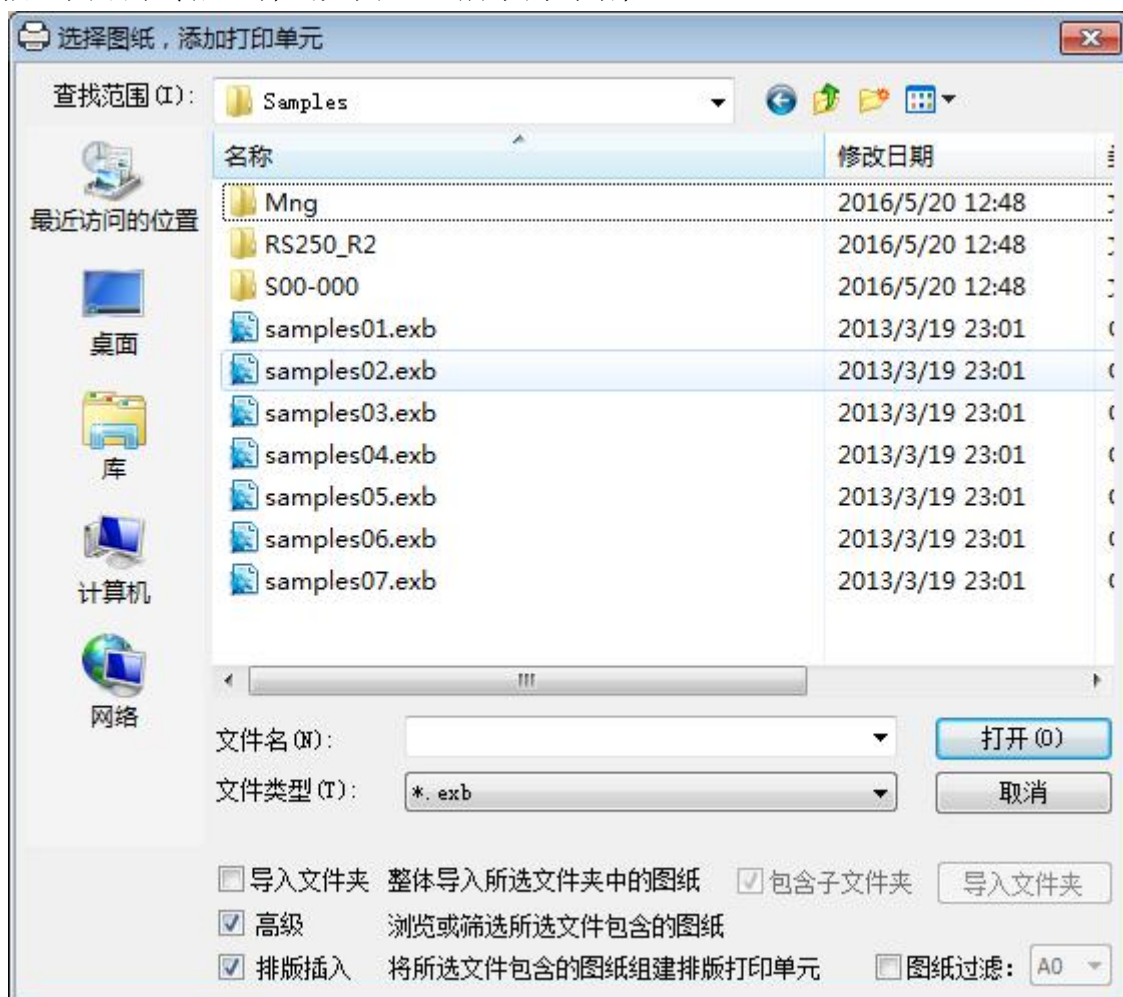 选择图纸，添加打印单元
查找范围(I):
Samples
名称
修改日期
Mng 2016/5/20 12:48
RS250_R2 2016/5/20 12:48
S00-000 2016/5/20 12:48
samples01.exb 2013/3/19 23:01
samples02.exb 2013/3/19 23:01
samples03.exb 2013/3/19 23:01
samples04.exb 2013/3/19 23:01
samples05.exb 2013/3/19 23:01
samples06.exb 2013/3/19 23:01
samples07.exb 2013/3/19 23:01
最近访问的位置
桌面
库
计算机
网络
文件名(N): 打开(O)
文件类型(T): *.exb 取消
导入文件夹 整体导入所选文件夹中的图纸 包含子文件夹 导入文件夹
高级 浏览或筛选所选文件包含的图纸
排版插入 将所选文件包含的图纸组建排版打印单元 图纸过滤: A0